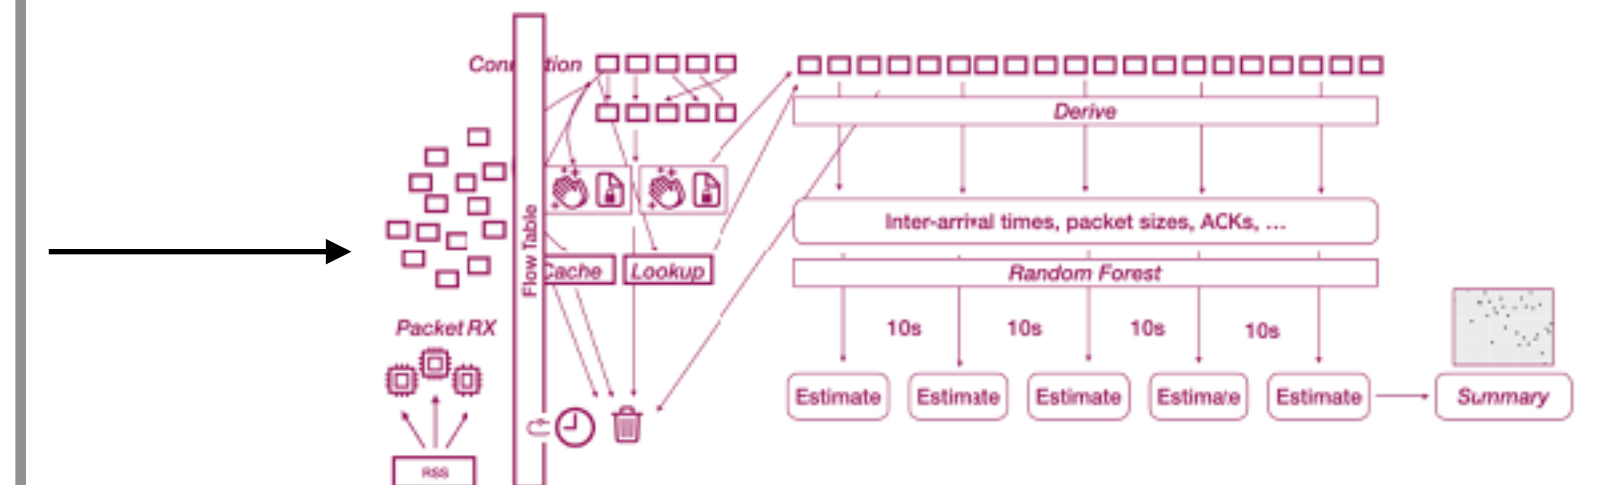 Connection
Derive
Flow Table
Inter-arrival times, packet sizes, ACKs, ...
Cache
Lookup
Random Forest
Packet RX
10s
10s
10s
10s
Estimate
Estimate
Estimate
Estimate
Estimate
Summary
RSS